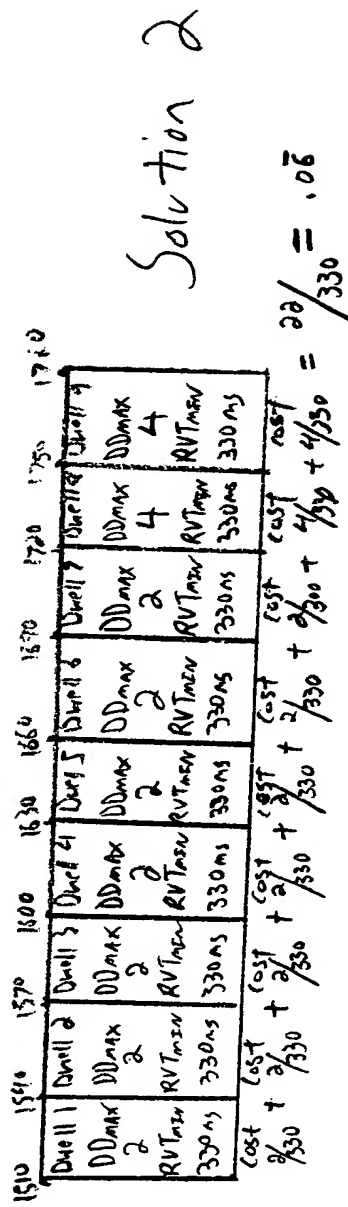 Solution 2
1510 1540 1570 1600 1630 1664 1690 1720 1750 1780
Dwell 1 Dwell 2 Dwell 3 Dwell 4 Dwell 5 Dwell 6 Dwell 7 Dwell 8 Dwell 9
DDMAX DDMAX DDMAX DDMAX DDMAX DDMAX DDMAX DDMAX DDMAX
2 2 2 2 2 2 2 4 4
RVTMIN RVTMIN RVTMIN RVTMIN RVTMIN RVTMIN RVTMIN RVTMIN RVTMIN
330ms 330ms 330ms 330ms 330ms 330ms 330ms 330ms 330ms
Cost Cost Cost Cost Cost Cost Cost Cost Cost
2/330 + 2/330 + 2/330 + 2/330 + 2/330 + 2/330 + 2/300 + 4/330 + 4/330 = 22/330 = .06̅